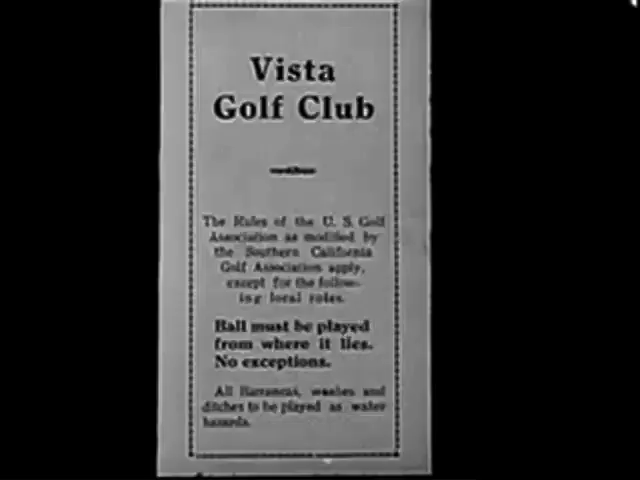 Vista
Golf Club
The Rules of the U. S. Golf
Association as modified by
the Southern California
Golf Association apply,
except for the follow-
ing local rules.
Ball must be played
from where it lies.
No exceptions.
All Barrancas, washes and
ditches to be played as water
hazards.